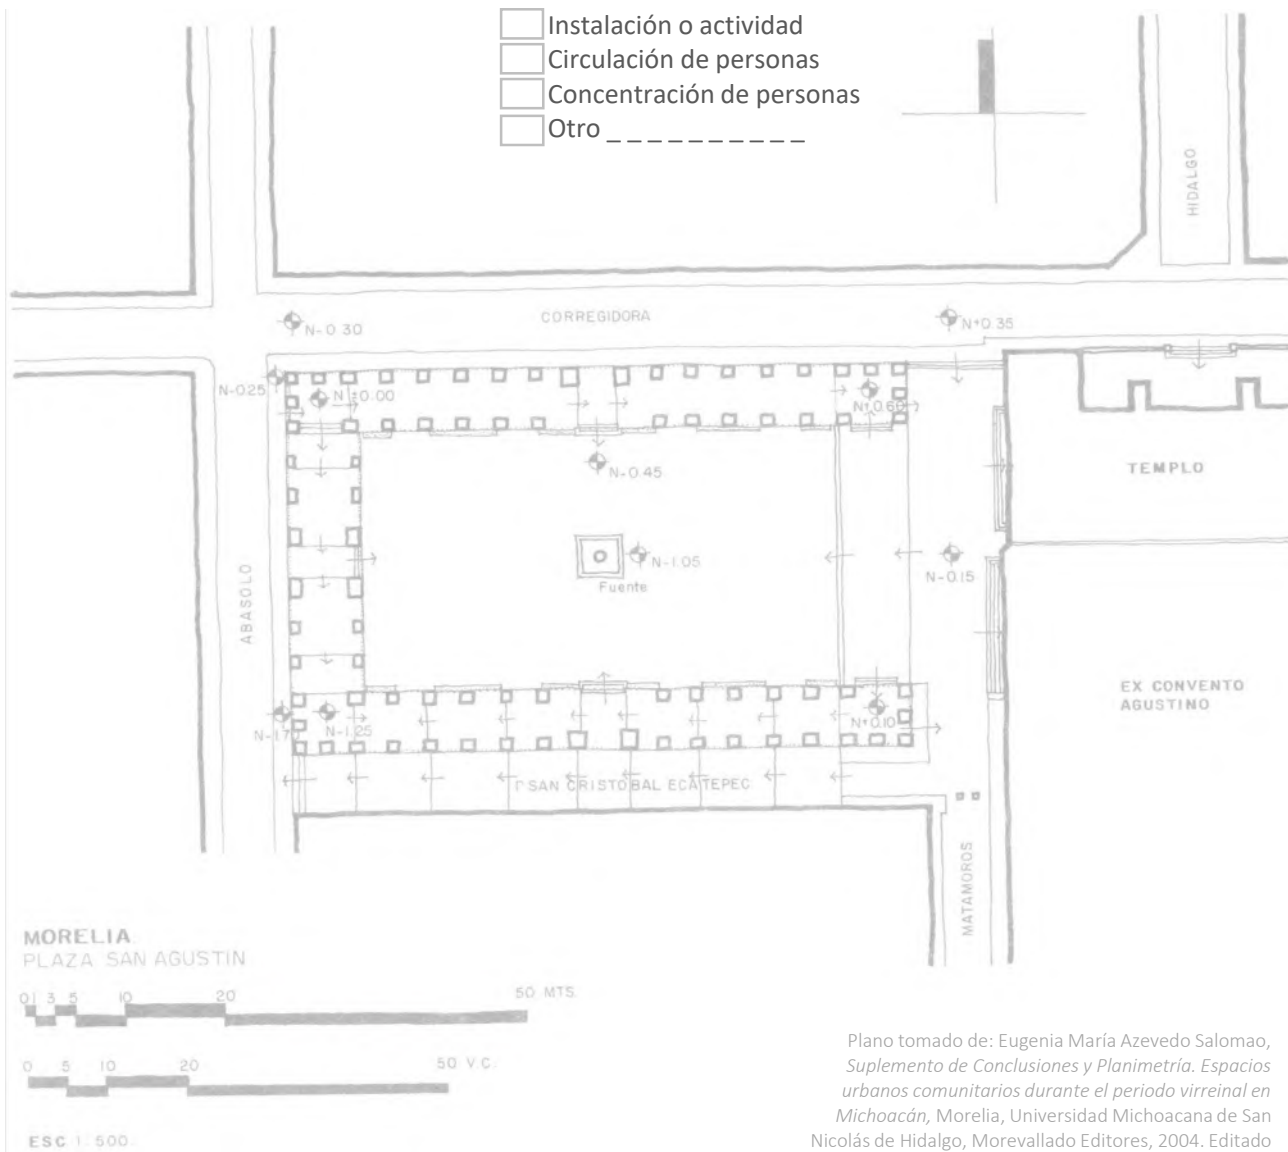 Instalación o actividad
Circulación de personas
Concentración de personas
Otro _ _ _ _ _ _ _ _ _ _
HIDALGO
CORREGIDORA
N-0.30
N+0.35
N-0.25
N±0.00
N+0.60
N-0.45
TEMPLO
N-1.05
Fuente
N-0.15
ABASOLO
EX CONVENTO
AGUSTINO
N-1.70
N-1.25
N+0.10
SAN CRISTOBAL ECATEPEC
MATAMOROS
MORELIA
PLAZA SAN AGUSTIN
0 1 3 5 10 20 50 MTS.
0 5 10 20 50 V.C.
ESC 1:500.
Plano tomado de: Eugenia María Azevedo Salomao,
Suplemento de Conclusiones y Planimetría. Espacios
urbanos comunitarios durante el periodo virreinal en
Michoacán, Morelia, Universidad Michoacana de San
Nicolás de Hidalgo, Morevallado Editores, 2004. Editado